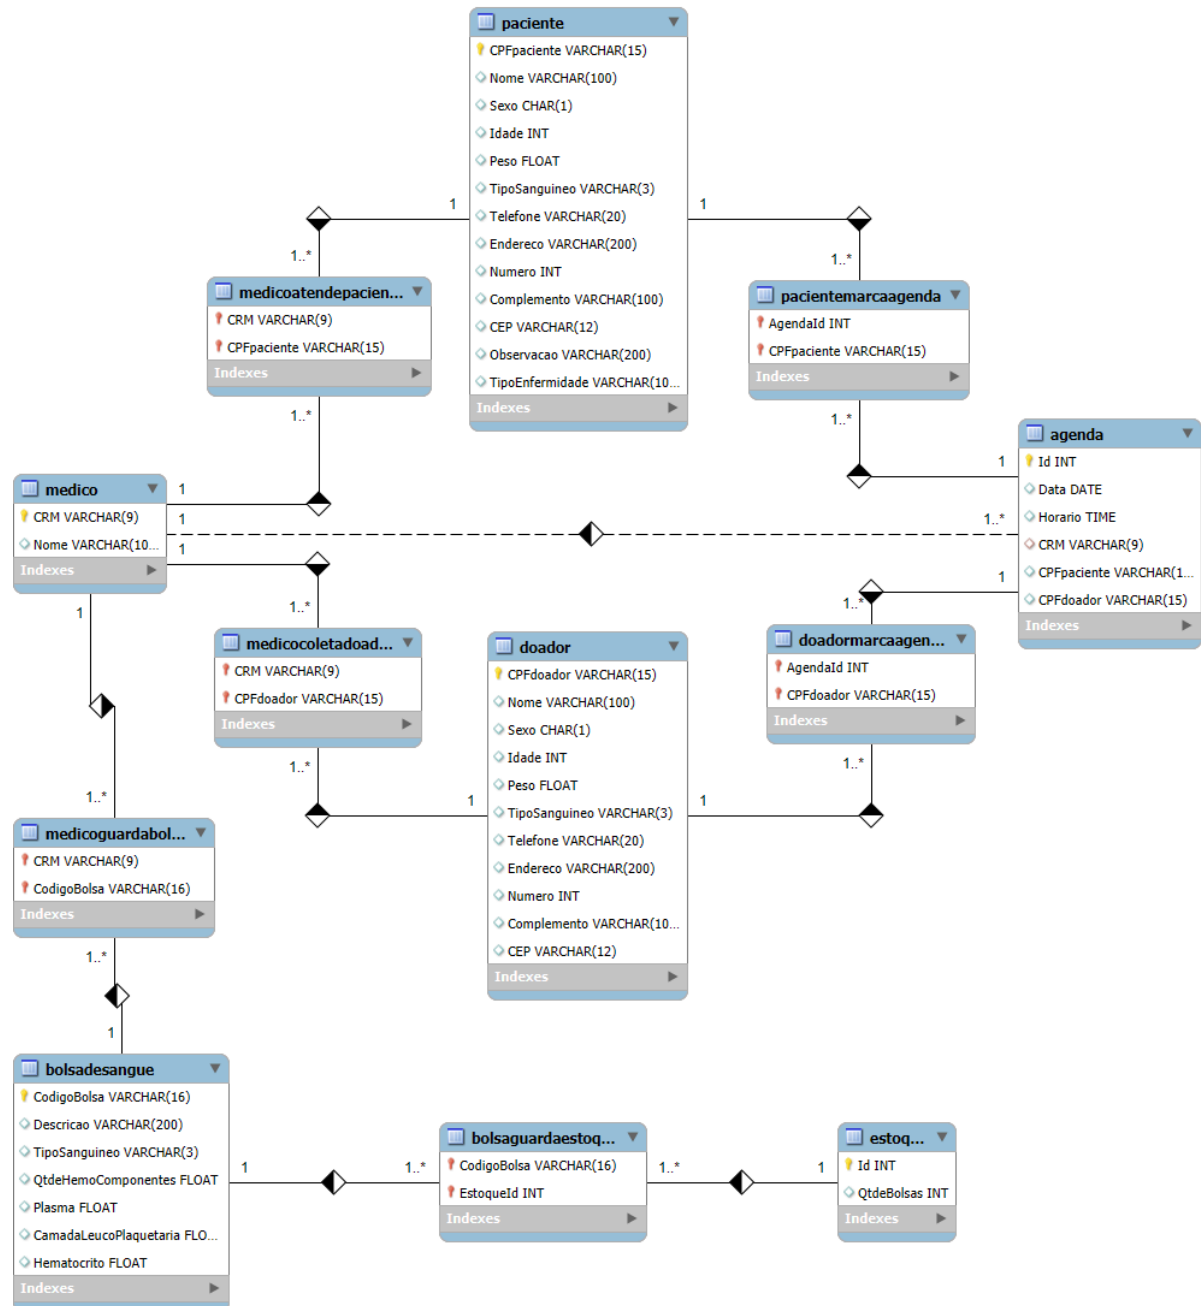 paciente
CPFpaciente VARCHAR(15)
Nome VARCHAR(100)
Sexo CHAR(1)
Idade INT
Peso FLOAT
TipoSanguineo VARCHAR(3)
Telefone VARCHAR(20)
Endereco VARCHAR(200)
Numero INT
Complemento VARCHAR(100)
CEP VARCHAR(12)
Observacao VARCHAR(200)
TipoEnfermidade VARCHAR(10...
Indexes
1
1
1..*
1..*
medicoatendepacien...
CRM VARCHAR(9)
CPFpaciente VARCHAR(15)
Indexes
1..*
pacientemarcaagenda
AgendaId INT
CPFpaciente VARCHAR(15)
Indexes
1..*
agenda
Id INT
Data DATE
Horario TIME
CRM VARCHAR(9)
CPFpaciente VARCHAR(1...
CPFdoador VARCHAR(15)
Indexes
1
1..*
1
medico
CRM VARCHAR(9)
Nome VARCHAR(10...
Indexes
1
1
1
1
1..*
1..*
medicocoletadoad...
CRM VARCHAR(9)
CPFdoador VARCHAR(15)
Indexes
1..*
doador
CPFdoador VARCHAR(15)
Nome VARCHAR(100)
Sexo CHAR(1)
Idade INT
Peso FLOAT
TipoSanguineo VARCHAR(3)
Telefone VARCHAR(20)
Endereco VARCHAR(200)
Numero INT
Complemento VARCHAR(10...
CEP VARCHAR(12)
Indexes
1
1
doadormarcaagen...
AgendaId INT
CPFdoador VARCHAR(15)
Indexes
1..*
1..*
medicoguardabol...
CRM VARCHAR(9)
CodigoBolsa VARCHAR(16)
Indexes
1..*
1
bolsadesangue
CodigoBolsa VARCHAR(16)
Descricao VARCHAR(200)
TipoSanguineo VARCHAR(3)
QtdeHemoComponentes FLOAT
Plasma FLOAT
CamadaLeucoPlaquetaria FLO...
Hematocrito FLOAT
Indexes
1
1..*
bolsaguardaestoq...
CodigoBolsa VARCHAR(16)
EstoqueId INT
Indexes
1..*
1
estoq...
Id INT
QtdeBolsas INT
Indexes